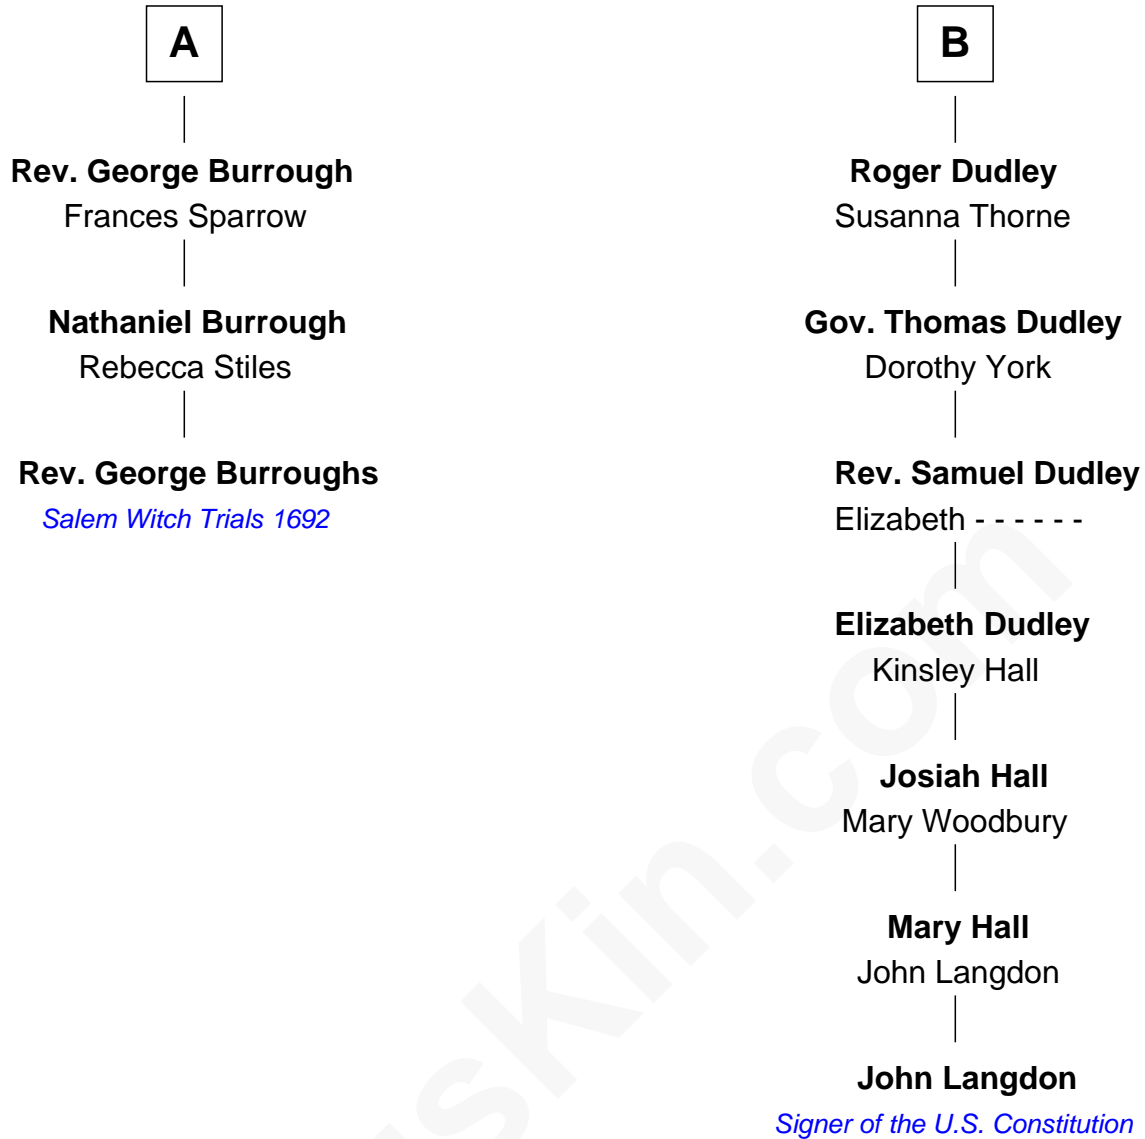 A
Rev. George Burrough
Frances Sparrow
Nathaniel Burrough
Rebecca Stiles
Rev. George Burroughs
Salem Witch Trials 1692
B
Roger Dudley
Susanna Thorne
Gov. Thomas Dudley
Dorothy York
Rev. Samuel Dudley
Elizabeth - - - - - -
Elizabeth Dudley
Kinsley Hall
Josiah Hall
Mary Woodbury
Mary Hall
John Langdon
John Langdon
Signer of the U.S. Constitution
sKin.com